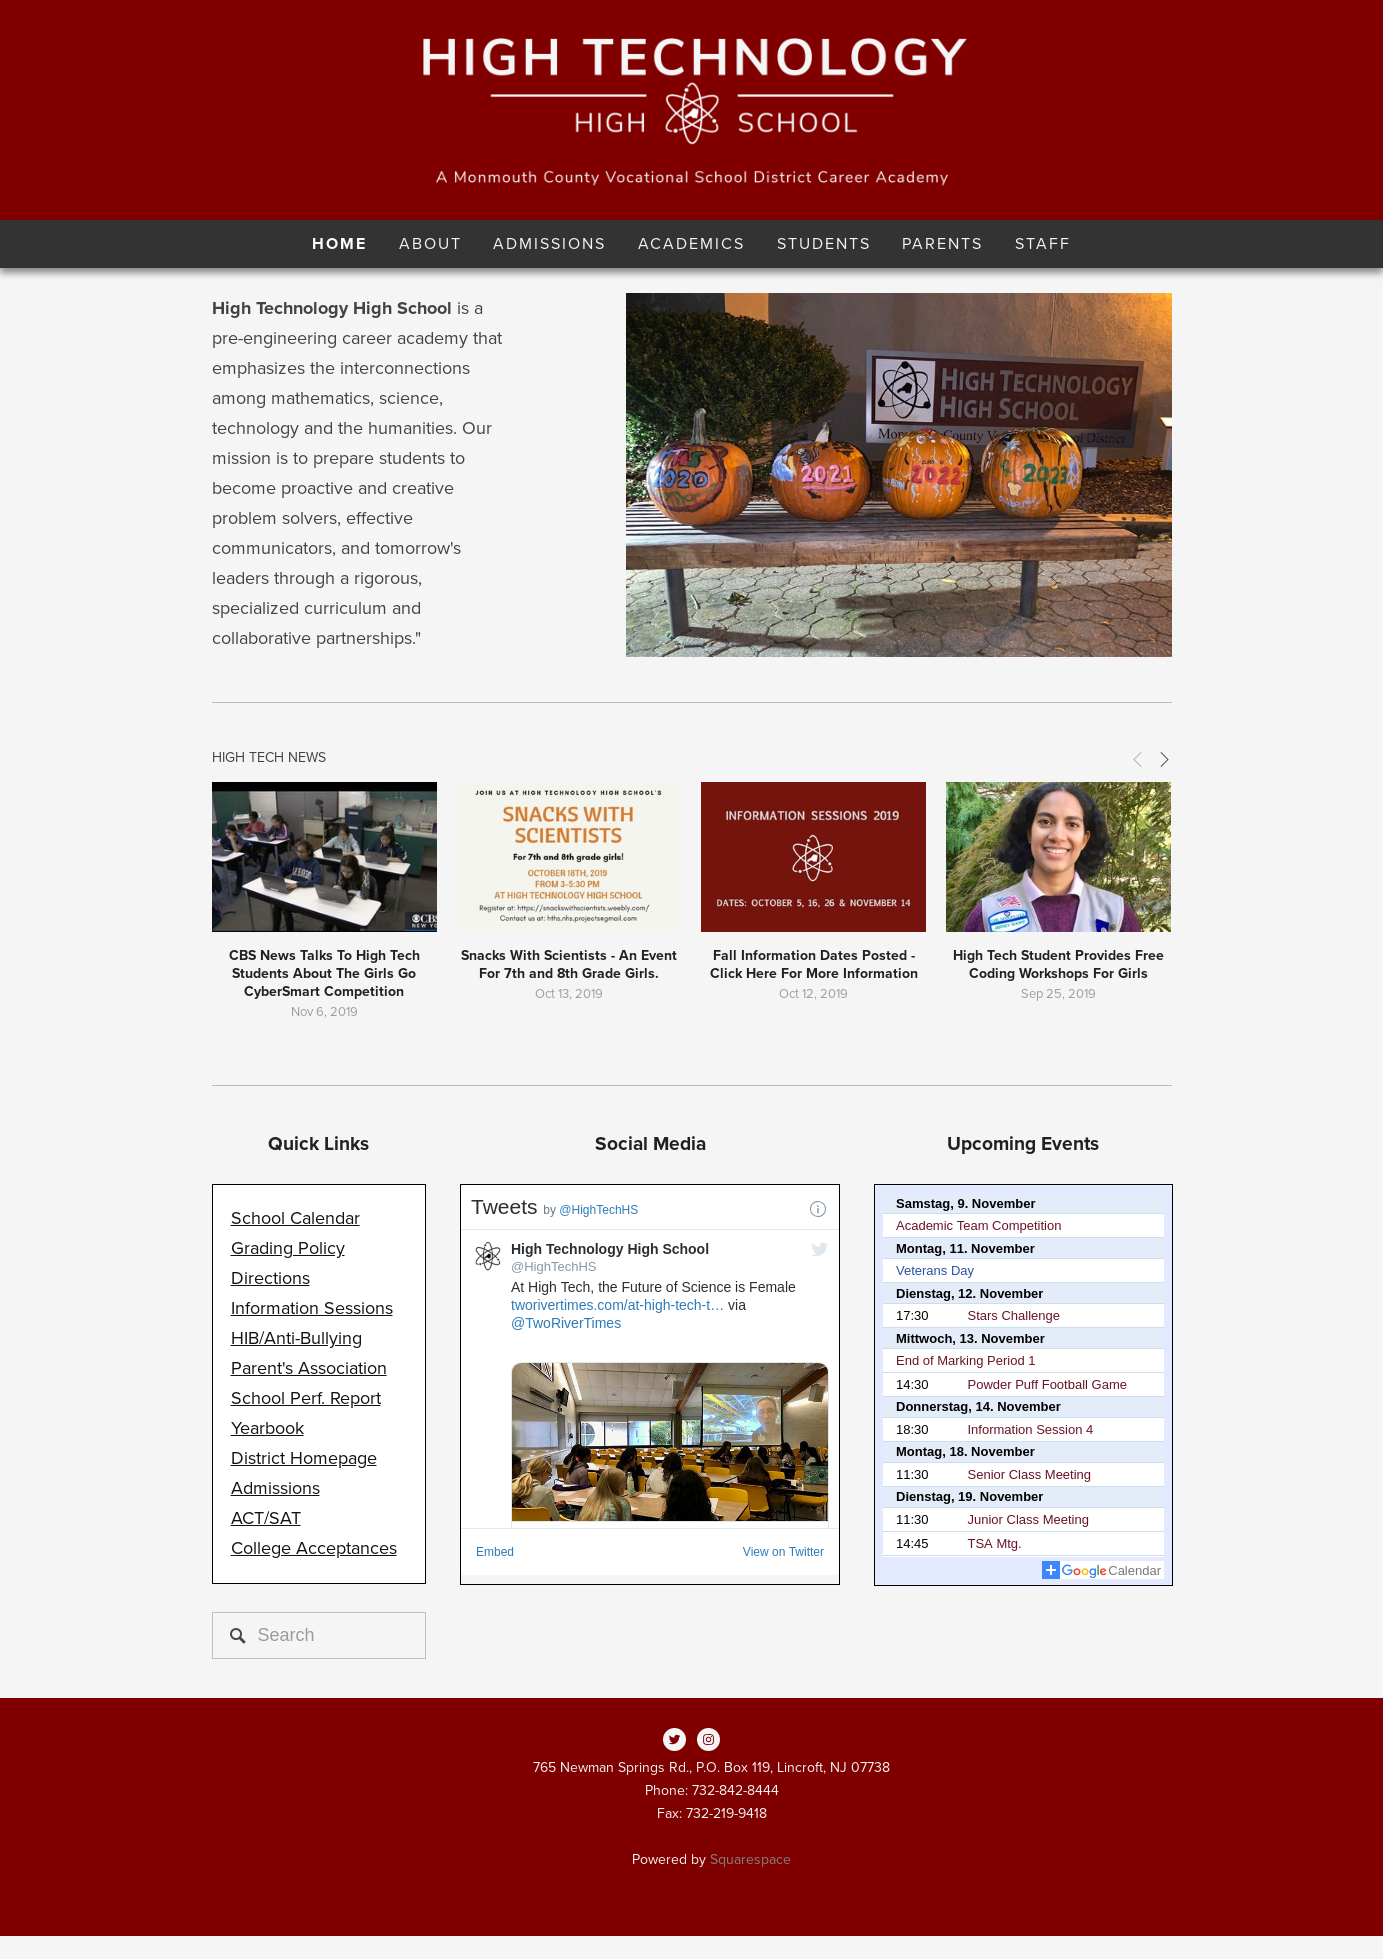 HIGH TECHNOLOGY
HIGH SCHOOL
A Monmouth County Vocational School District Career Academy
HOME ABOUT ADMISSIONS ACADEMICS STUDENTS PARENTS STAFF
High Technology High School is a
pre-engineering career academy that
emphasizes the interconnections
among mathematics, science,
technology and the humanities. Our
mission is to prepare students to
become proactive and creative
problem solvers, effective
communicators, and tomorrow's
leaders through a rigorous,
specialized curriculum and
collaborative partnerships."
HIGH TECHNOLOGY
HIGH SCHOOL
County District
2020 2021 2022 2023
HIGH TECH NEWS
CBS
NEW YO
CBS News Talks To High Tech
Students About The Girls Go
CyberSmart Competition
Nov 6, 2019
JOIN US AT HIGH TECHNOLOGY HIGH SCHOOL'S
SNACKS WITH
SCIENTISTS
For 7th and 8th grade girls!
OCTOBER 18TH, 2019
FROM 3-5:30 PM
AT HIGH TECHNOLOGY HIGH SCHOOL
Register at: https://snackswithscientists.weebly.com/
Contact us at: hths.nhs.projects@gmail.com
Snacks With Scientists - An Event
For 7th and 8th Grade Girls.
Oct 13, 2019
INFORMATION SESSIONS 2019
DATES: OCTOBER 5, 16, 26 & NOVEMBER 14
Fall Information Dates Posted -
Click Here For More Information
Oct 12, 2019
High Tech Student Provides Free
Coding Workshops For Girls
Sep 25, 2019
Quick Links
School Calendar
Grading Policy
Directions
Information Sessions
HIB/Anti-Bullying
Parent's Association
School Perf. Report
Yearbook
District Homepage
Admissions
ACT/SAT
College Acceptances
Search
Social Media
Tweets by @HighTechHS
High Technology High School
@HighTechHS
At High Tech, the Future of Science is Female
tworivertimes.com/at-high-tech-t… via
@TwoRiverTimes
Embed View on Twitter
Upcoming Events
Samstag, 9. November
Academic Team Competition
Montag, 11. November
Veterans Day
Dienstag, 12. November
17:30 Stars Challenge
Mittwoch, 13. November
End of Marking Period 1
14:30 Powder Puff Football Game
Donnerstag, 14. November
18:30 Information Session 4
Montag, 18. November
11:30 Senior Class Meeting
Dienstag, 19. November
11:30 Junior Class Meeting
14:45 TSA Mtg.
Google Calendar
765 Newman Springs Rd., P.O. Box 119, Lincroft, NJ 07738
Phone: 732-842-8444
Fax: 732-219-9418
Powered by Squarespace